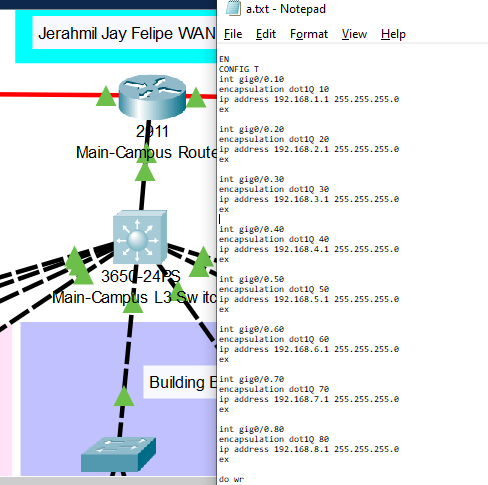 Jerahmil Jay Felipe WAN
2911
Main-Campus Route
3650-24PS
Main-Campus L3 Switc
Building B
a.txt - Notepad
File Edit Format View Help
EN
CONFIG T
int gig0/0.10
encapsulation dot1Q 10
ip address 192.168.1.1 255.255.255.0
ex
int gig0/0.20
encapsulation dot1Q 20
ip address 192.168.2.1 255.255.255.0
ex
int gig0/0.30
encapsulation dot1Q 30
ip address 192.168.3.1 255.255.255.0
ex
int gig0/0.40
encapsulation dot1Q 40
ip address 192.168.4.1 255.255.255.0
ex
int gig0/0.50
encapsulation dot1Q 50
ip address 192.168.5.1 255.255.255.0
ex
int gig0/0.60
encapsulation dot1Q 60
ip address 192.168.6.1 255.255.255.0
ex
int gig0/0.70
encapsulation dot1Q 70
ip address 192.168.7.1 255.255.255.0
ex
int gig0/0.80
encapsulation dot1Q 80
ip address 192.168.8.1 255.255.255.0
ex
do wr